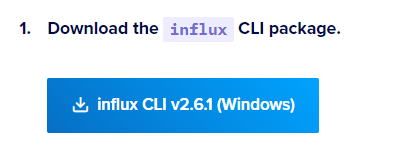 1. Download the influx CLI package.
influx CLI v2.6.1 (Windows)